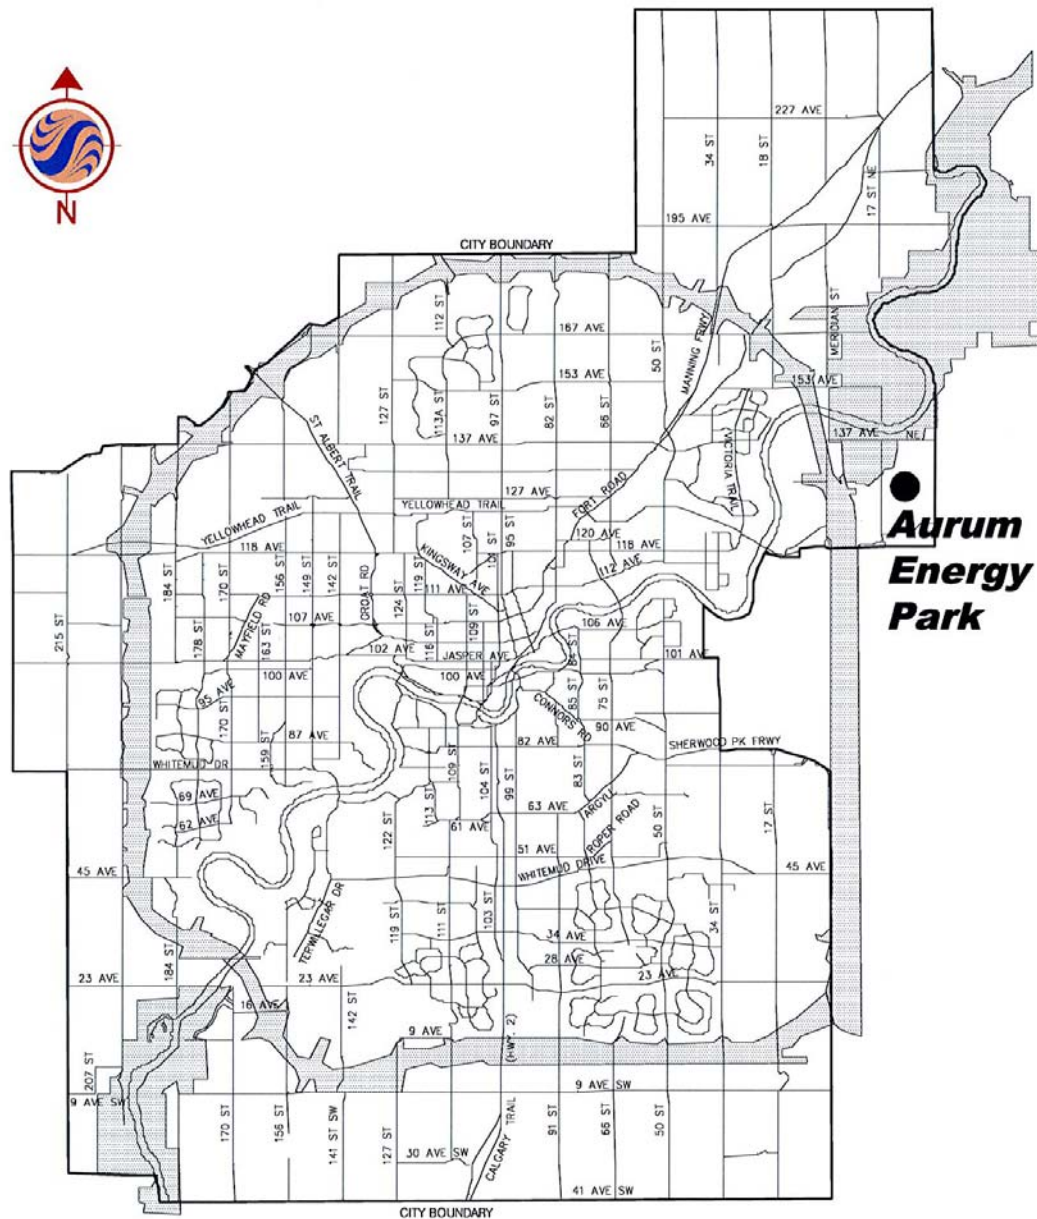 227 AVE
34 ST
18 ST
17 ST NE
N
195 AVE
CITY BOUNDARY
MERIDIAN ST
112 ST
167 AVE
MANNING FRWY
50 ST
153 AVE
153 AVE
127 ST
113A ST
97 ST
82 ST
66 ST
ST ALBERT TRAIL
137 AVE
137 AVE
NE
VICTORIA TRAIL
127 AVE
YELLOWHEAD TRAIL
YELLOWHEAD TRAIL
FORT ROAD
107 ST
95 ST
101 ST
120 AVE
118 AVE
118 AVE
Aurum
Energy
Park
KINGSWAY AVE
112 AVE
184 ST
170 ST
156 ST
149 ST
142 ST
GROAT RD
124 ST
119 ST
111 AVE
MAYFIELD RD
107 AVE
109 ST
106 AVE
215 ST
178 ST
163 ST
116 ST
102 AVE
JASPER AVE
84 ST
101 AVE
100 AVE
100 AVE
95 AVE
170 ST
85 ST
75 ST
CONNORS RD
90 AVE
87 AVE
159 ST
82 AVE
SHERWOOD PK FRWY
WHITEMUD DR
109 ST
104 ST
99 ST
83 ST
69 AVE
113 ST
63 AVE
ARGYLL
62 AVE
122 ST
61 AVE
ROPER ROAD
50 ST
17 ST
51 AVE
WHITEMUD DRIVE
45 AVE
45 AVE
TERWILLEGAR DR
119 ST
111 ST
103 ST
34 ST
34 AVE
184 ST
28 AVE
23 AVE
23 AVE
23 AVE
16 AVE
142 ST
9 AVE
(HWY. 2)
207 ST
9 AVE SW
9 AVE SW
170 ST
156 ST
141 ST SW
127 ST
30 AVE SW
CALGARY TRAIL
91 ST
66 ST
50 ST
41 AVE SW
CITY BOUNDARY